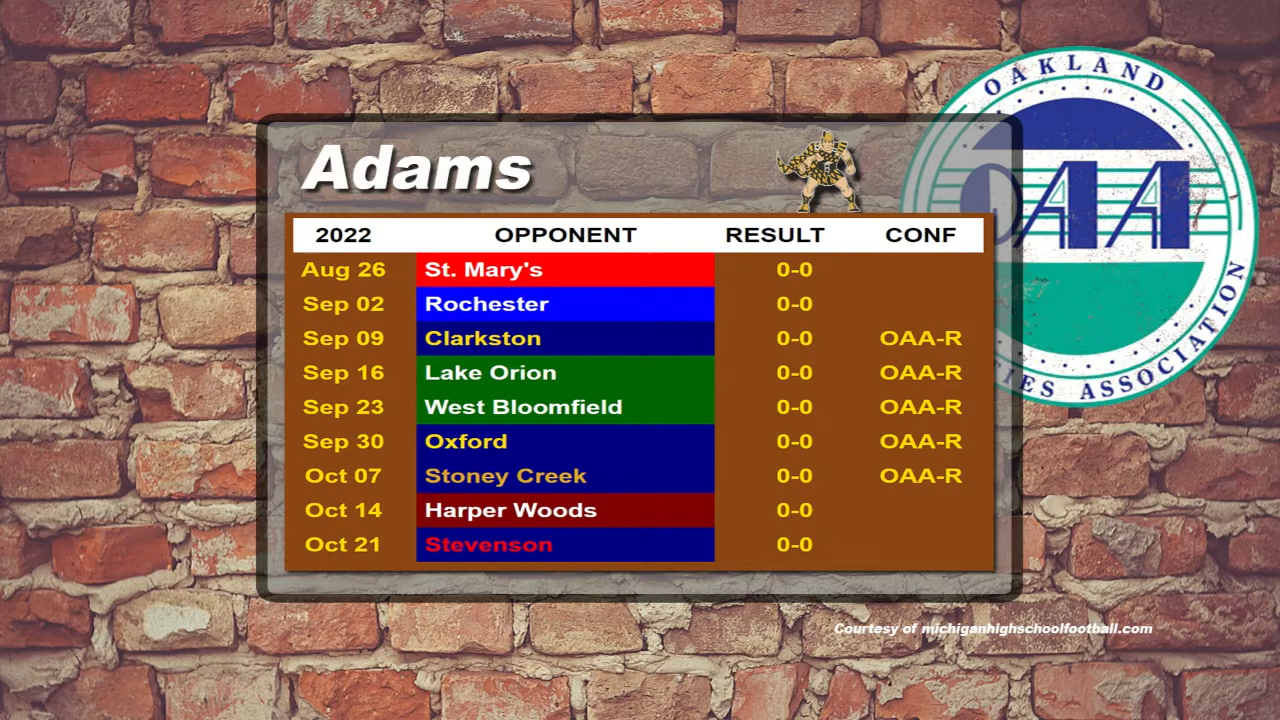 OAKLAND
Adams
OAA
2022 OPPONENT RESULT CONF
Aug 26 St. Mary's 0-0
Sep 02 Rochester 0-0
Sep 09 Clarkston 0-0 OAA-R
Sep 16 Lake Orion 0-0 OAA-R
Sep 23 West Bloomfield 0-0 OAA-R
Sep 30 Oxford 0-0 OAA-R
Oct 07 Stoney Creek 0-0 OAA-R
Oct 14 Harper Woods 0-0
Oct 21 Stevenson 0-0
IES ASSOCIATION
Courtesy of michiganhighschoolfootball.com